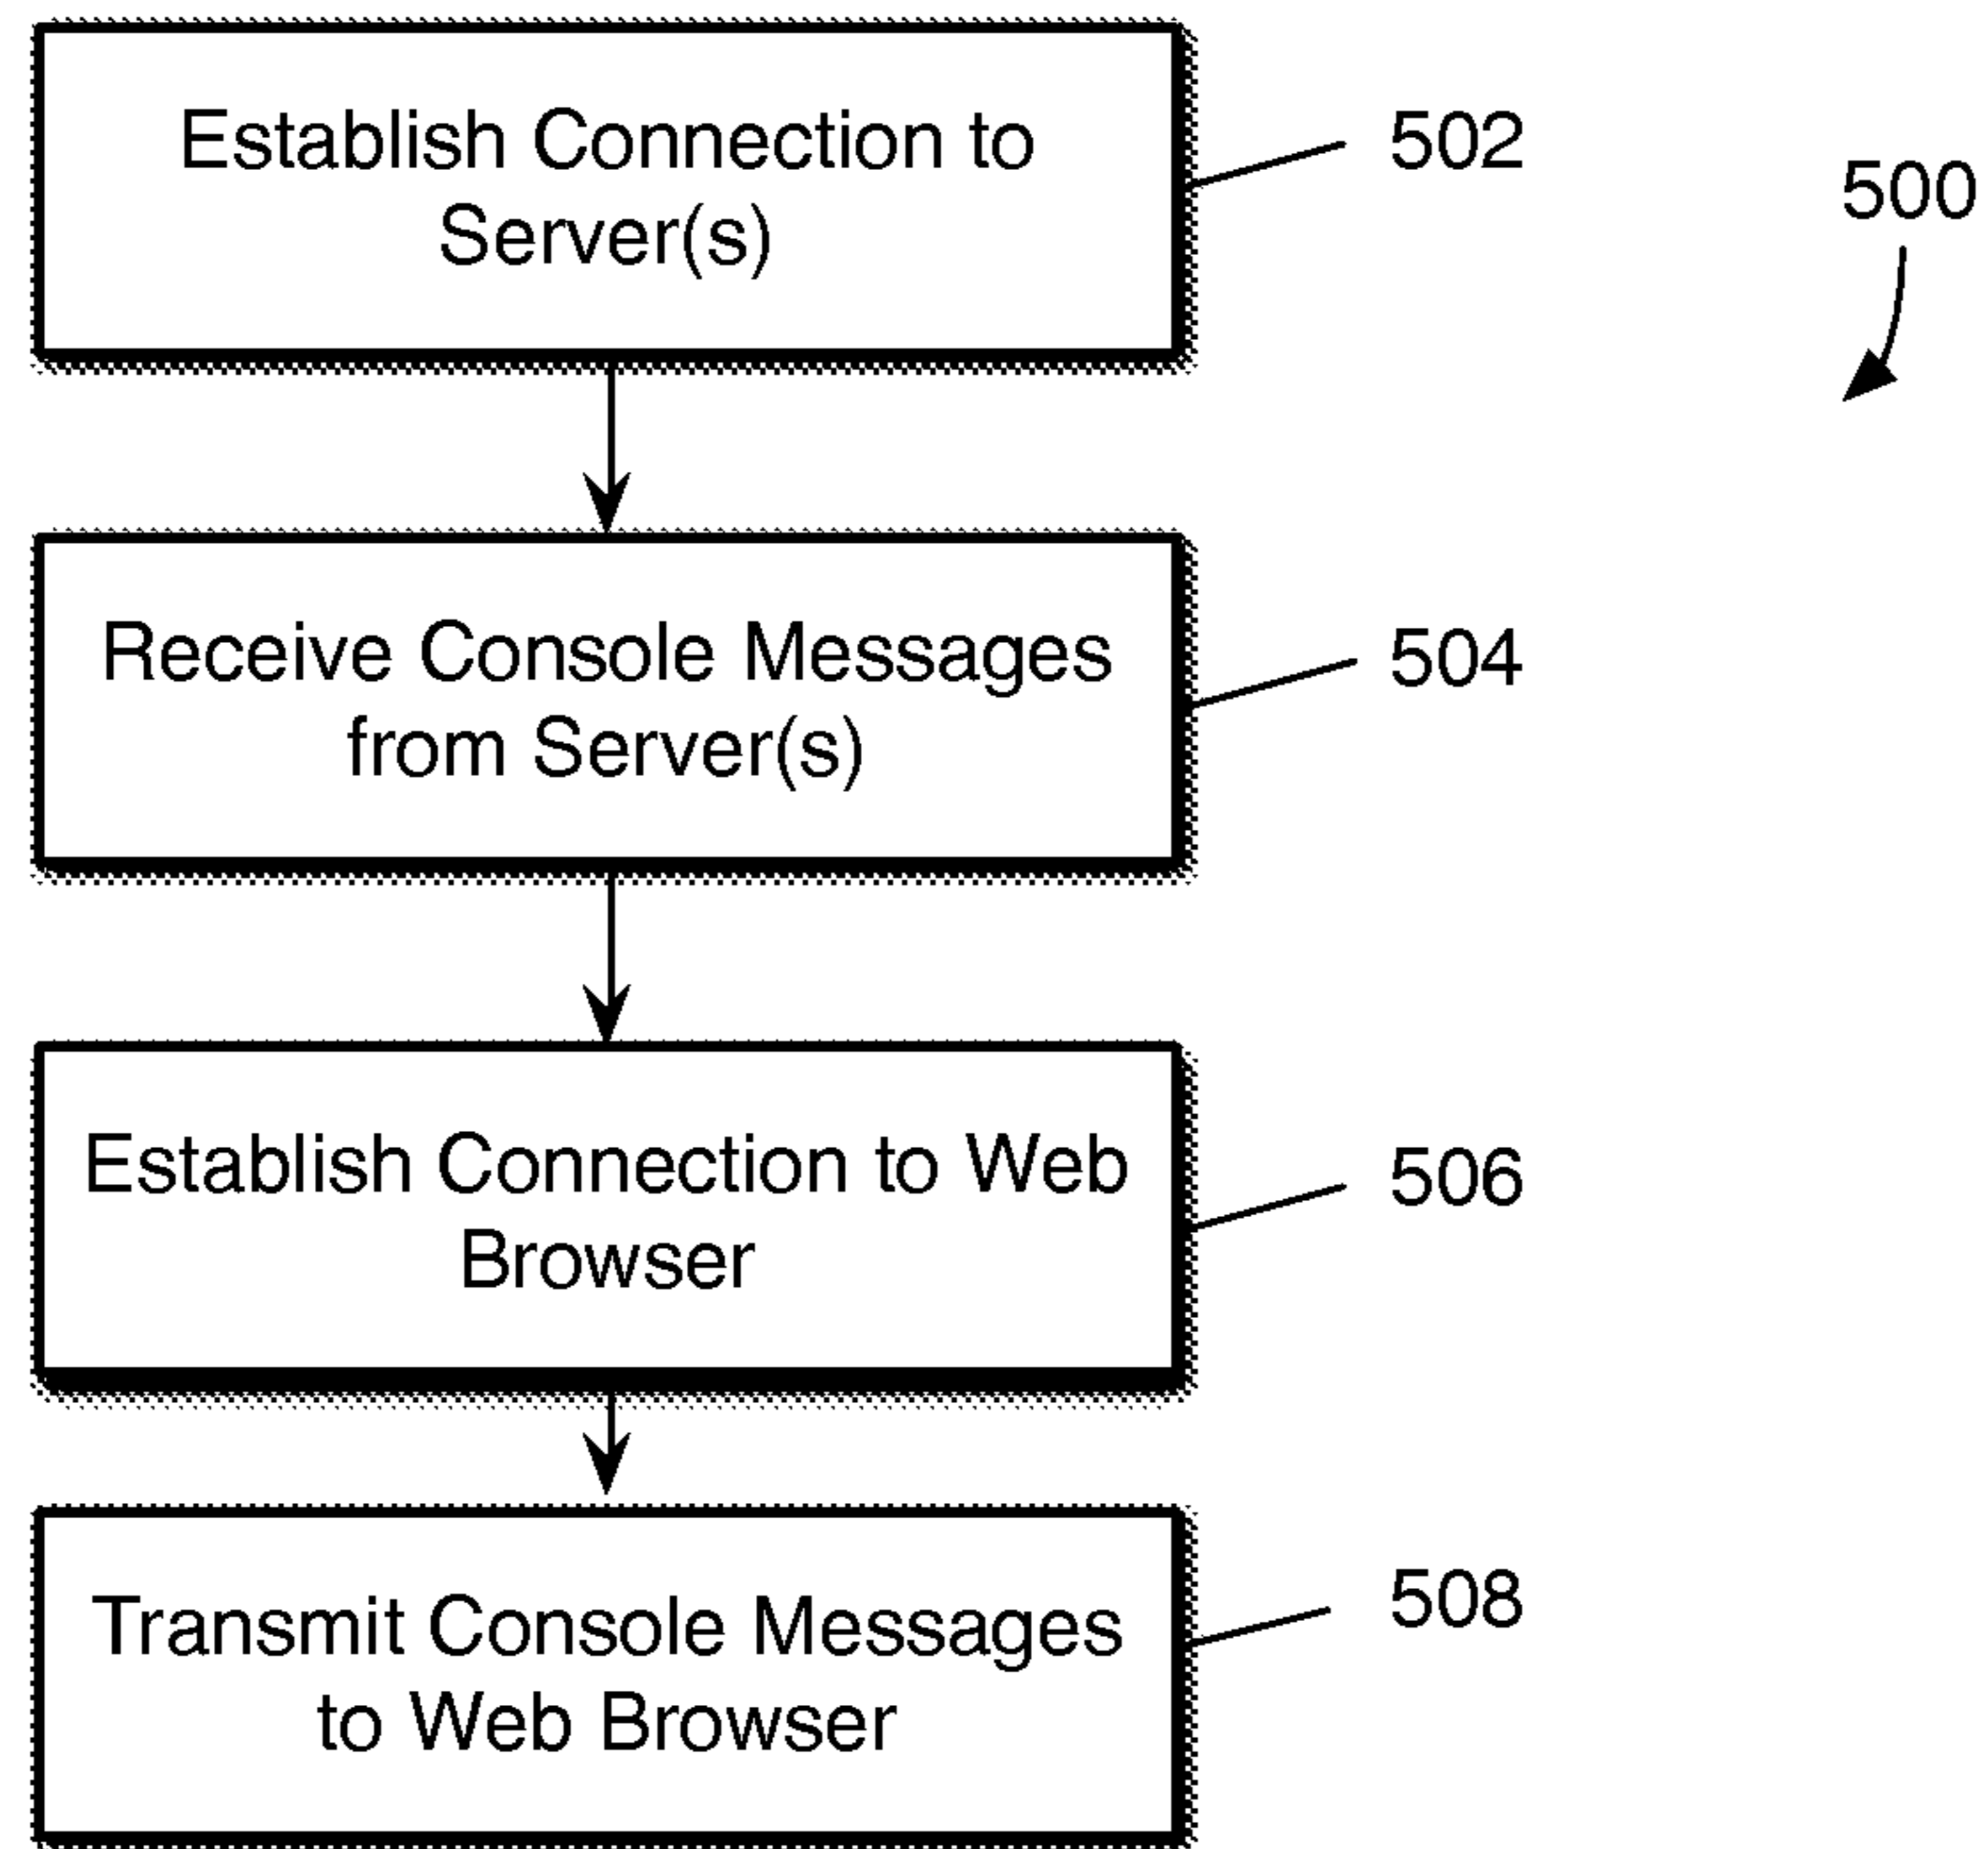 Establish Connection to
Server(s)
502
500
Receive Console Messages
from Server(s)
504
Establish Connection to Web
Browser
506
Transmit Console Messages
to Web Browser
508